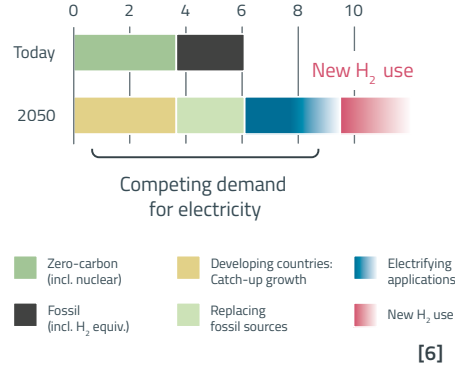 0 2 4 6 8 10
Today
New H₂ use
2050
Competing demand
for electricity
Zero-carbon
(incl. nuclear)
Developing countries:
Catch-up growth
Electrifying
applications
Fossil
(incl. H₂ equiv.)
Replacing
fossil sources
New H₂ use
[6]